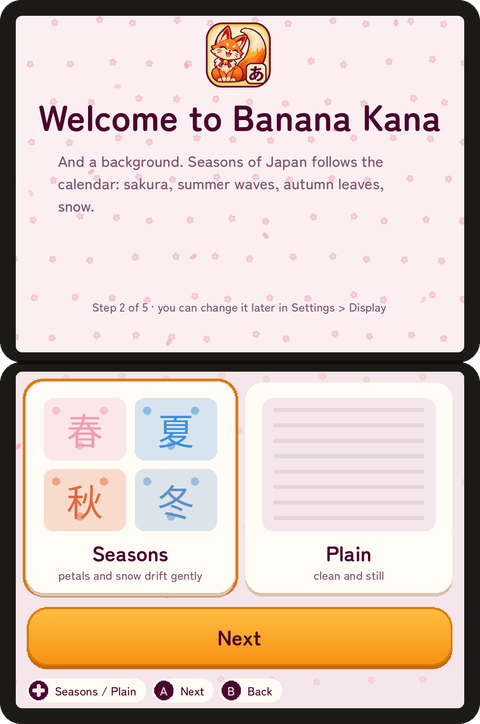 あ
Welcome to Banana Kana
And a background. Seasons of Japan follows the
calendar: sakura, summer waves, autumn leaves,
snow.
Step 2 of 5 · you can change it later in Settings > Display
春 夏
秋 冬
Seasons
petals and snow drift gently
Plain
clean and still
Next
Seasons / Plain A Next B Back